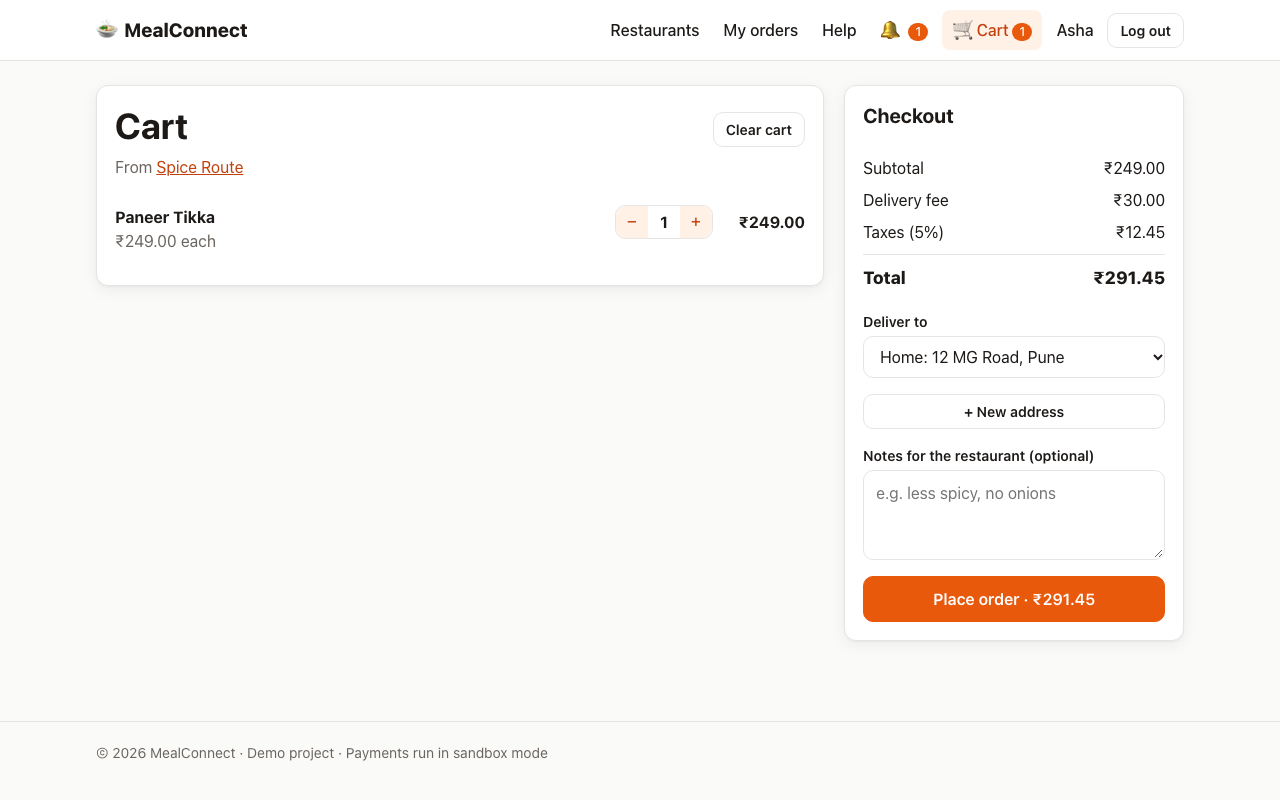 MealConnect
Restaurants My orders Help 1 Cart 1 Asha Log out
Cart
Clear cart
From Spice Route
Paneer Tikka
₹249.00 each
− 1 + ₹249.00
Checkout
Subtotal ₹249.00
Delivery fee ₹30.00
Taxes (5%) ₹12.45
Total ₹291.45
Deliver to
Home: 12 MG Road, Pune
+ New address
Notes for the restaurant (optional)
e.g. less spicy, no onions
Place order · ₹291.45
© 2026 MealConnect · Demo project · Payments run in sandbox mode